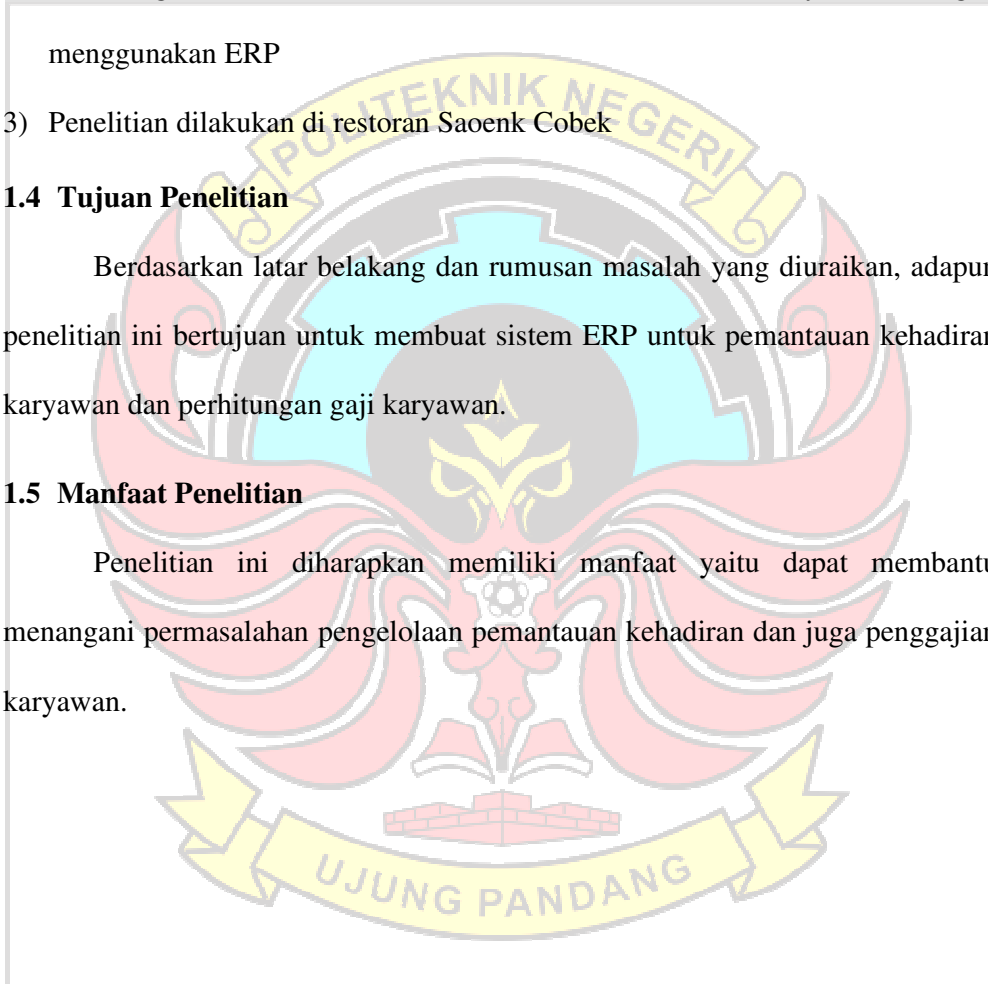 menggunakan ERP
3) Penelitian dilakukan di restoran Saoenk Cobek
1.4 Tujuan Penelitian
Berdasarkan latar belakang dan rumusan masalah yang diuraikan, adapun
penelitian ini bertujuan untuk membuat sistem ERP untuk pemantauan kehadiran
karyawan dan perhitungan gaji karyawan.
1.5 Manfaat Penelitian
Penelitian ini diharapkan memiliki manfaat yaitu dapat membantu
menangani permasalahan pengelolaan pemantauan kehadiran dan juga penggajian
karyawan.
POLITEKNIK NEGERI
UJUNG PANDANG